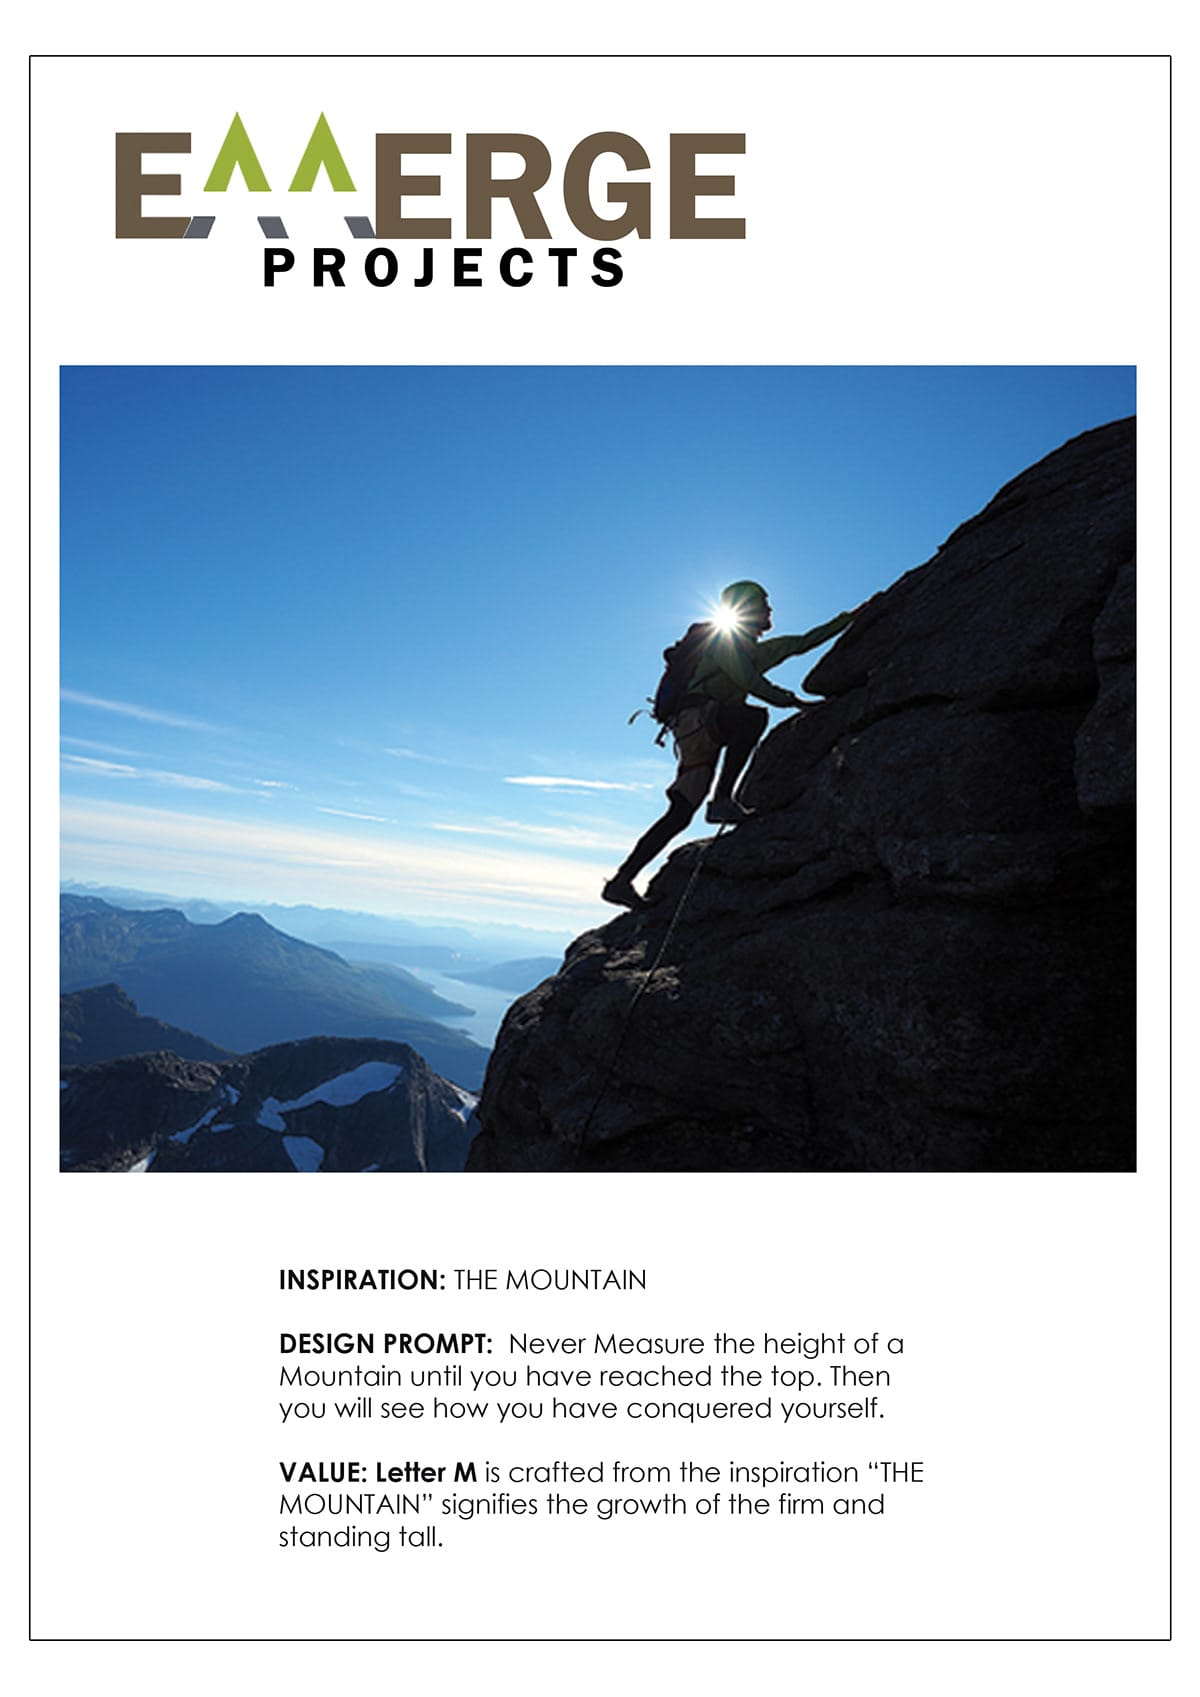 EMERGE
PROJECTS
INSPIRATION: THE MOUNTAIN
DESIGN PROMPT: Never Measure the height of a
Mountain until you have reached the top. Then
you will see how you have conquered yourself.
VALUE: Letter M is crafted from the inspiration “THE
MOUNTAIN” signifies the growth of the firm and
standing tall.